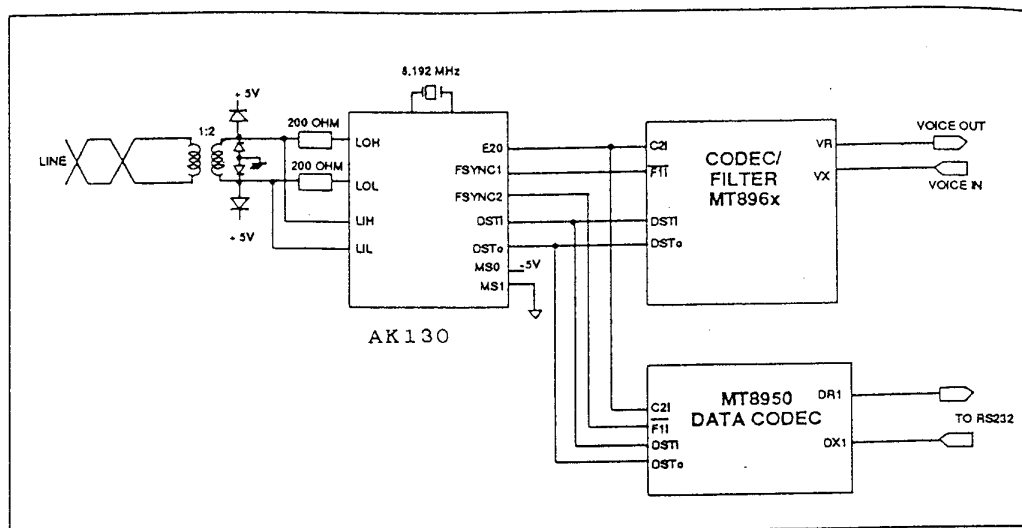 8.192 MHz
+ 5V
1:2
200 OHM
LOH
LINE
200 OHM
LOL
LIH
LIL
+ 5V
E20
FSYNC1
FSYNC2
DSTI
DSTo
MS0
-5V
MS1
AK130
C2I
F1I
DSTI
DSTo
CODEC/
FILTER
MT896x
VR
VX
VOICE OUT
VOICE IN
C2I
F1I
DSTI
DSTo
MT8950
DATA CODEC
DR1
DX1
TO RS232